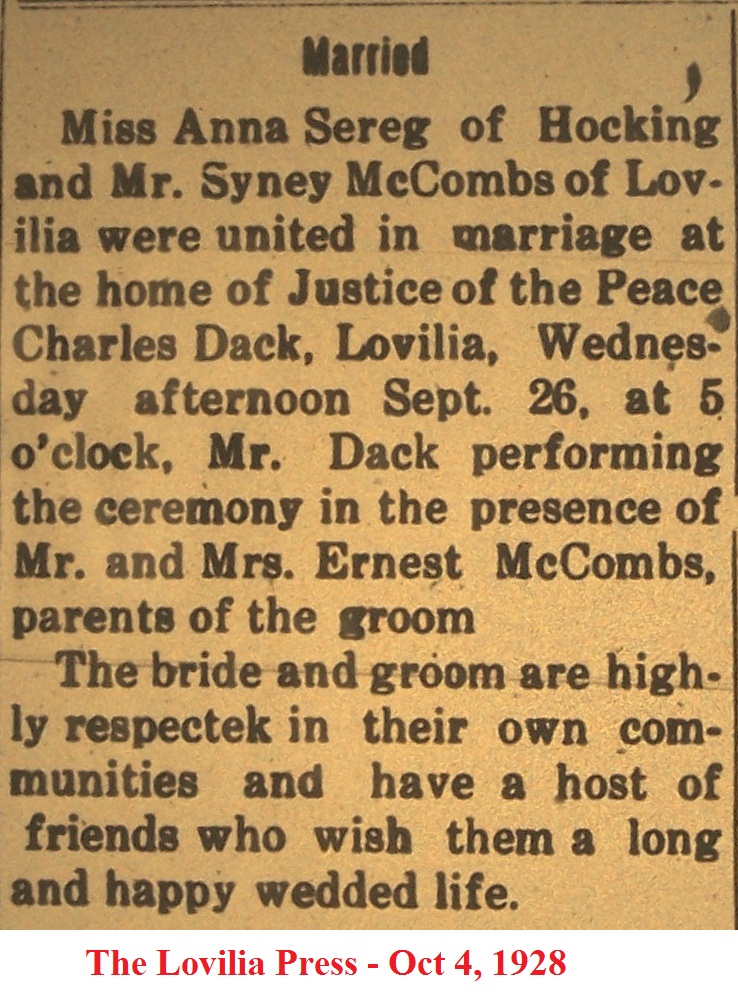 Married
Miss Anna Sereg of Hocking
and Mr. Syney McCombs of Lov-
ilia were united in marriage at
the home of Justice of the Peace
Charles Dack, Lovilia, Wednes-
day afternoon Sept. 26, at 5
o'clock, Mr. Dack performing
the ceremony in the presence of
Mr. and Mrs. Ernest McCombs,
parents of the groom
The bride and groom are high-
ly respectek in their own com-
munities and have a host of
friends who wish them a long
and happy wedded life.
The Lovilia Press - Oct 4, 1928